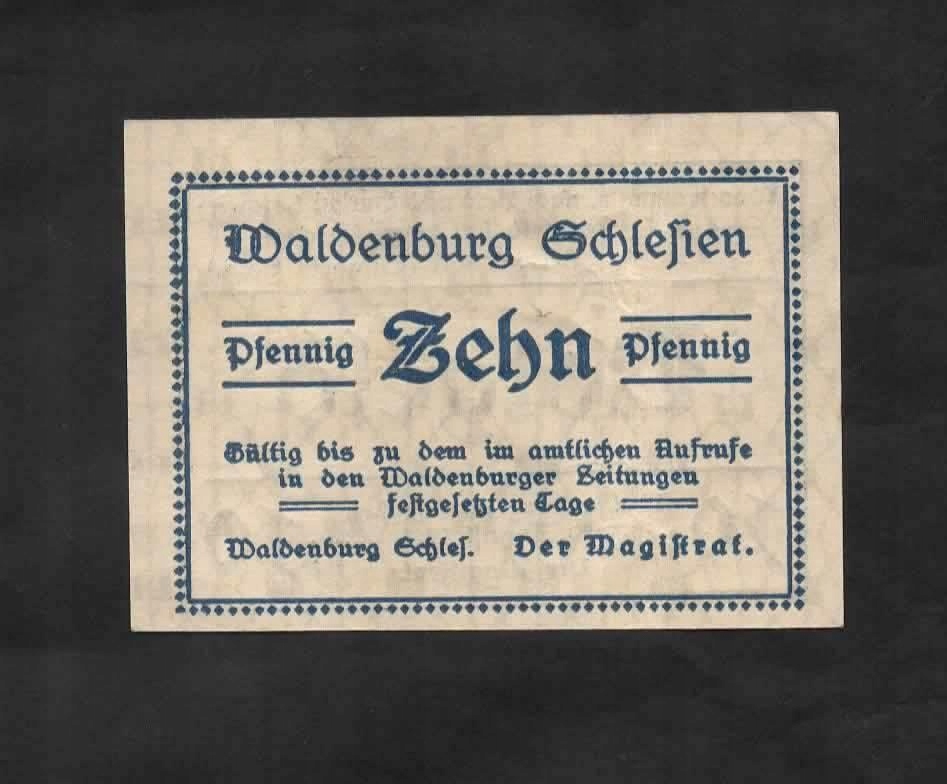 Waldenburg Schlesien
Pfennig Zehn Pfennig
Gültig bis zu dem im amtlichen Aufrufe
in den Waldenburger Zeitungen
festgesetzten Tage
Waldenburg Schles. Der Magistrat.